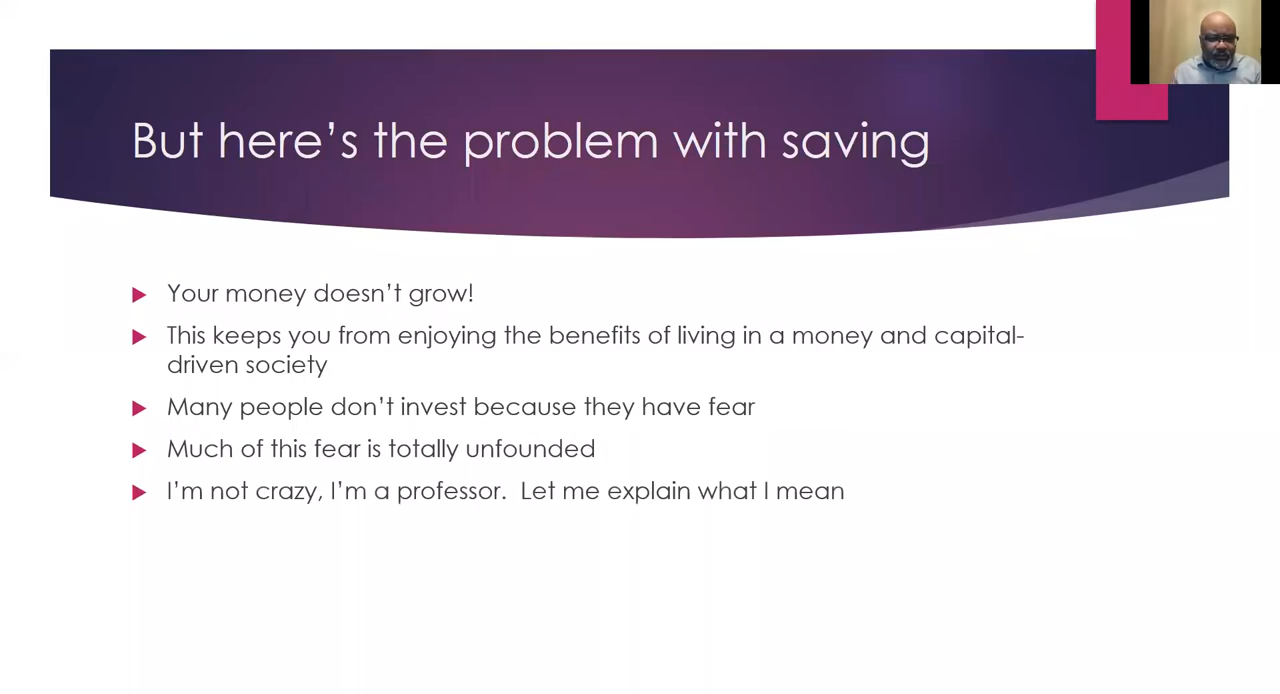 But here’s the problem with saving
Your money doesn’t grow!
This keeps you from enjoying the benefits of living in a money and capital-
driven society
Many people don’t invest because they have fear
Much of this fear is totally unfounded
I’m not crazy, I’m a professor.  Let me explain what I mean